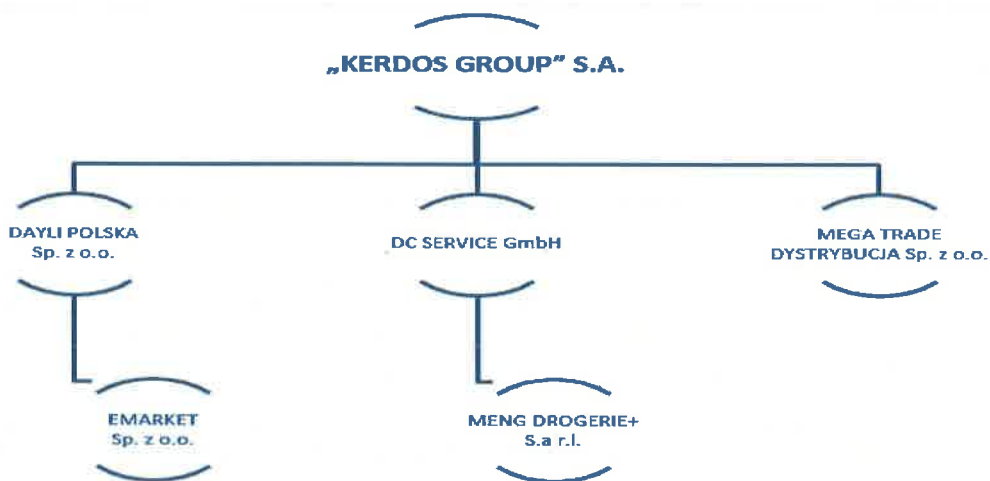 „KERDOS GROUP” S.A.
DAYLI POLSKA
Sp. z o.o.
DC SERVICE GmbH
MEGA TRADE
DYSTRYBUCJA Sp. z o.o.
EMARKET
Sp. z o.o.
MENG DROGERIE+
S.a r.l.